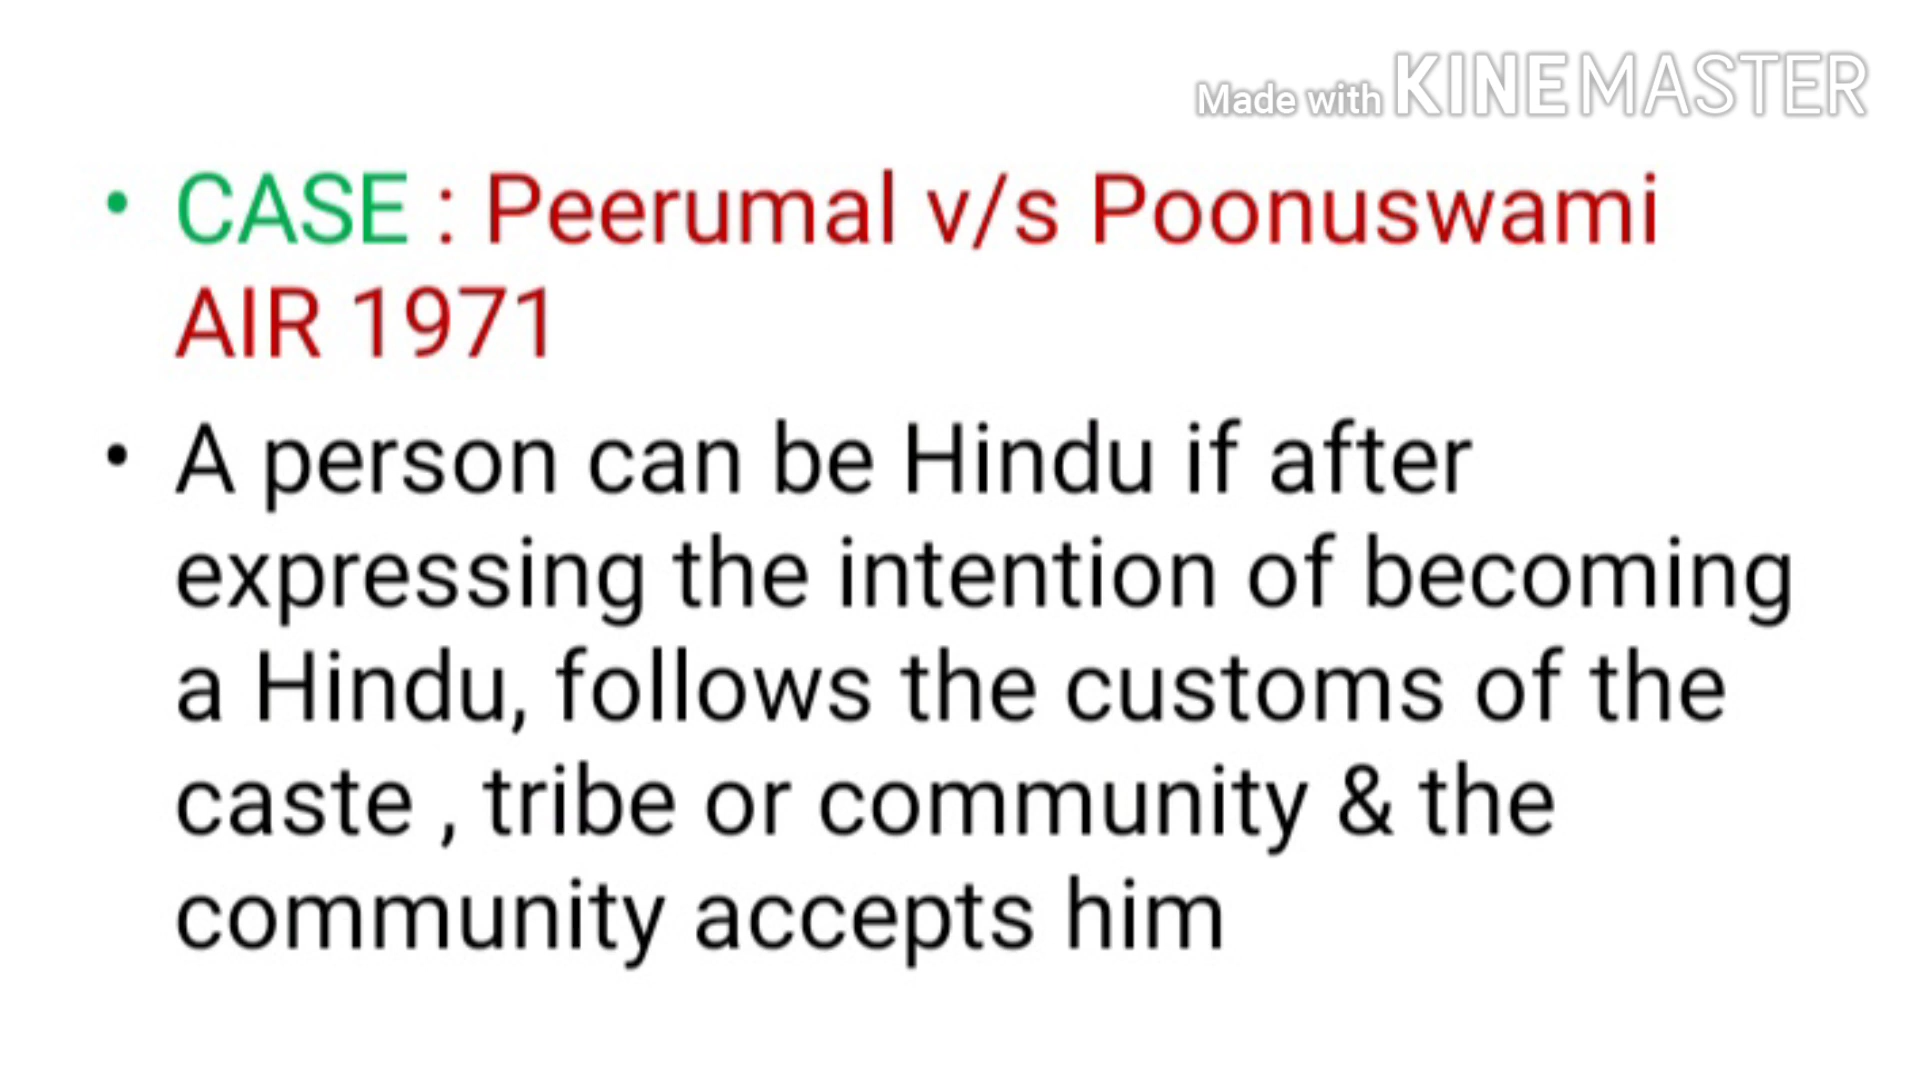 Made with KINEMASTER
• CASE : Peerumal v/s Poonuswami
AIR 1971
• A person can be Hindu if after
expressing the intention of becoming
a Hindu, follows the customs of the
caste , tribe or community & the
community accepts him